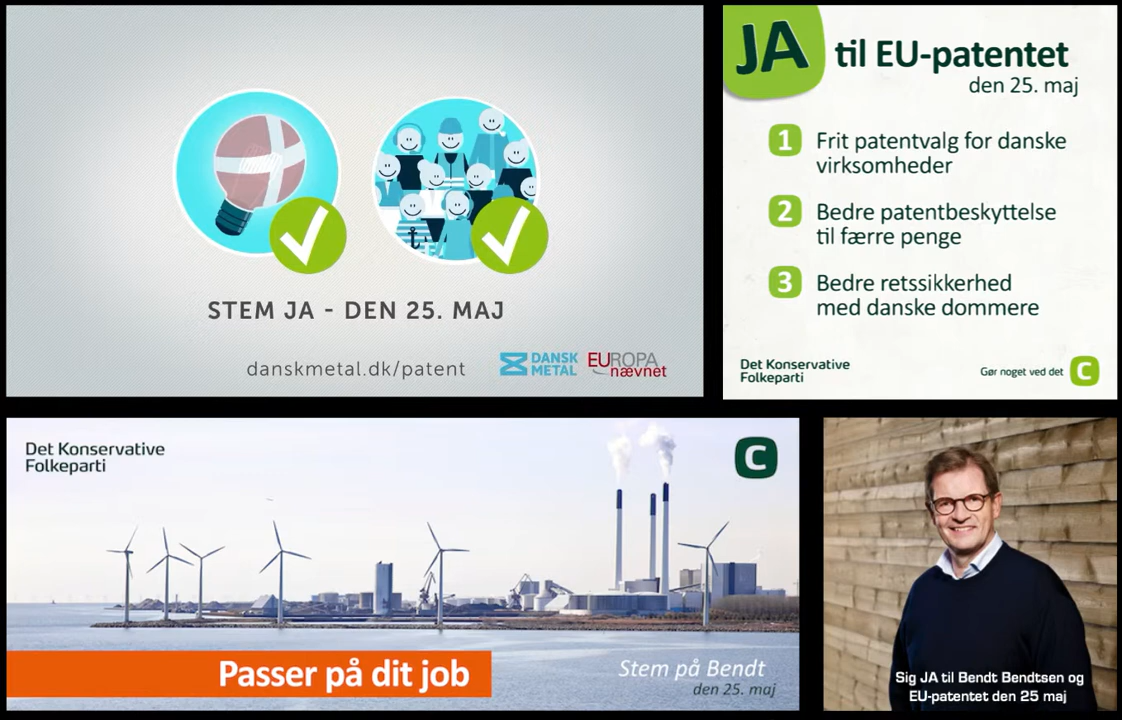 STEM JA - DEN 25. MAJ
danskmetal.dk/patent
DANSK
METAL
EUROPA
nævnet
JA til EU-patentet
den 25. maj
1 Frit patentvalg for danske
virksomheder
2 Bedre patentbeskyttelse
til færre penge
3 Bedre retssikkerhed
med danske dommere
Det Konservative
Folkeparti
Gør noget ved det C
Det Konservative
Folkeparti
C
Passer på dit job
Stem på Bendt
den 25. maj
Sig JA til Bendt Bendtsen og
EU-patentet den 25 maj